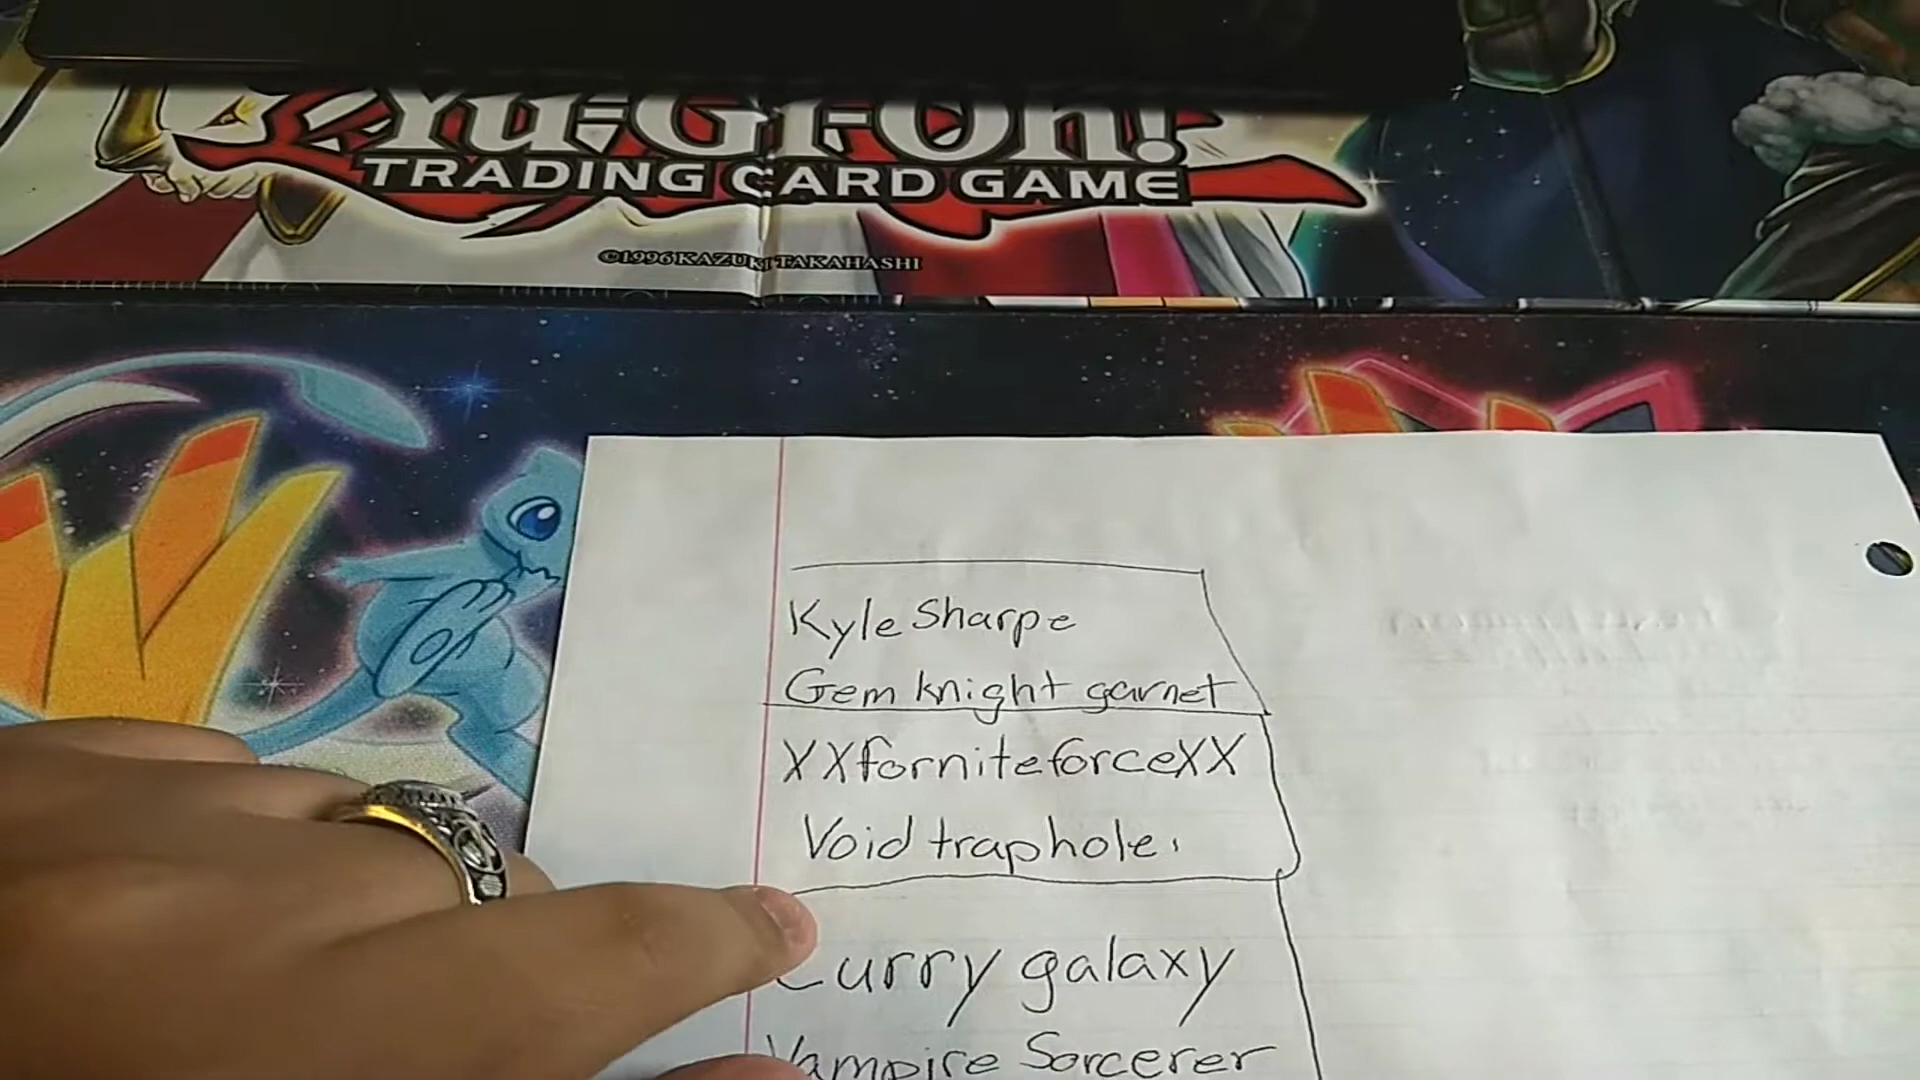 Yu-Gi-Oh!
TRADING CARD GAME
©1996 KAZUKI TAKAHASHI
Kyle Sharpe
Gem knight garnet
XXforniteforceXX
Void traphole.
Curry galaxy
Vampire Sorcerer